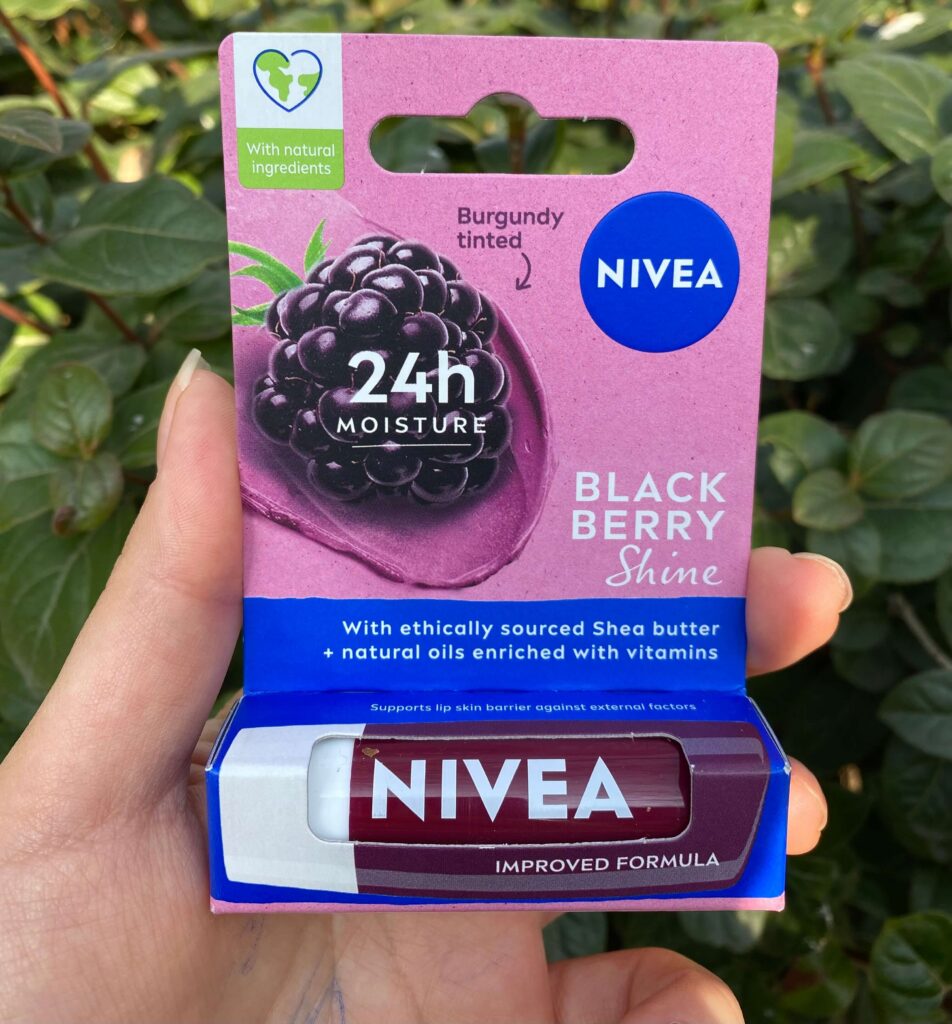 With natural
ingredients
Burgundy
tinted
NIVEA
24h
MOISTURE
BLACK
BERRY
Shine
With ethically sourced Shea butter
+ natural oils enriched with vitamins
Supports lip skin barrier against external factors
NIVEA
IMPROVED FORMULA